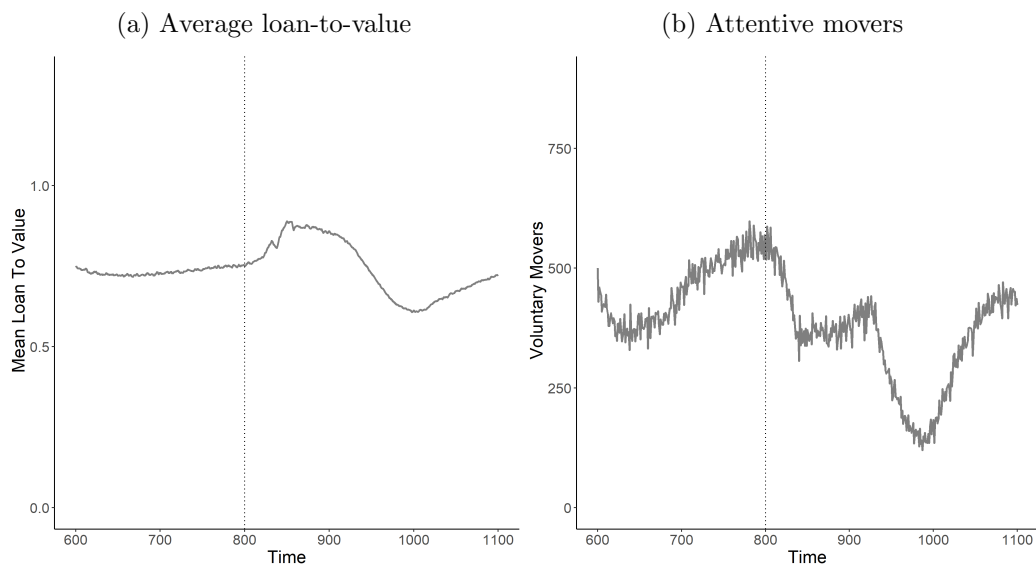 (a) Average loan-to-value
Mean Loan To Value
1.0
0.5
0.0
600 700 800 900 1000 1100
Time
(b) Attentive movers
Voluntary Movers
750
500
250
0
600 700 800 900 1000 1100
Time